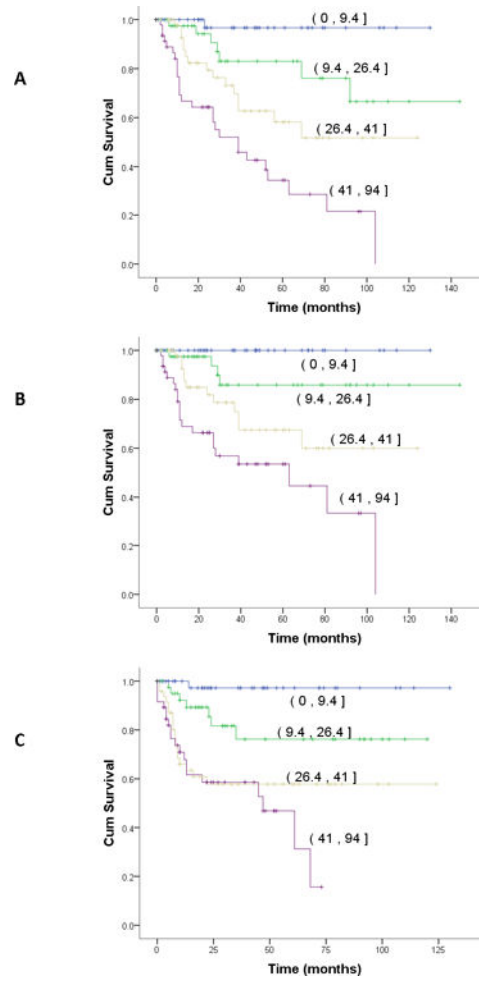 A
Cum Survival
1.0
0.8
0.6
0.4
0.2
0.0
( 0 , 9.4 ]
( 9.4 , 26.4 ]
( 26.4 , 41 ]
( 41 , 94 ]
0 20 40 60 80 100 120 140
Time (months)
B
Cum Survival
1.0
0.8
0.6
0.4
0.2
0.0
( 0 , 9.4 ]
( 9.4 , 26.4 ]
( 26.4 , 41 ]
( 41 , 94 ]
0 20 40 60 80 100 120 140
Time (months)
C
Cum Survival
1.0
0.8
0.6
0.4
0.2
0.0
( 0 , 9.4 ]
( 9.4 , 26.4 ]
( 26.4 , 41 ]
( 41 , 94 ]
0 25 50 75 100 125
Time (months)